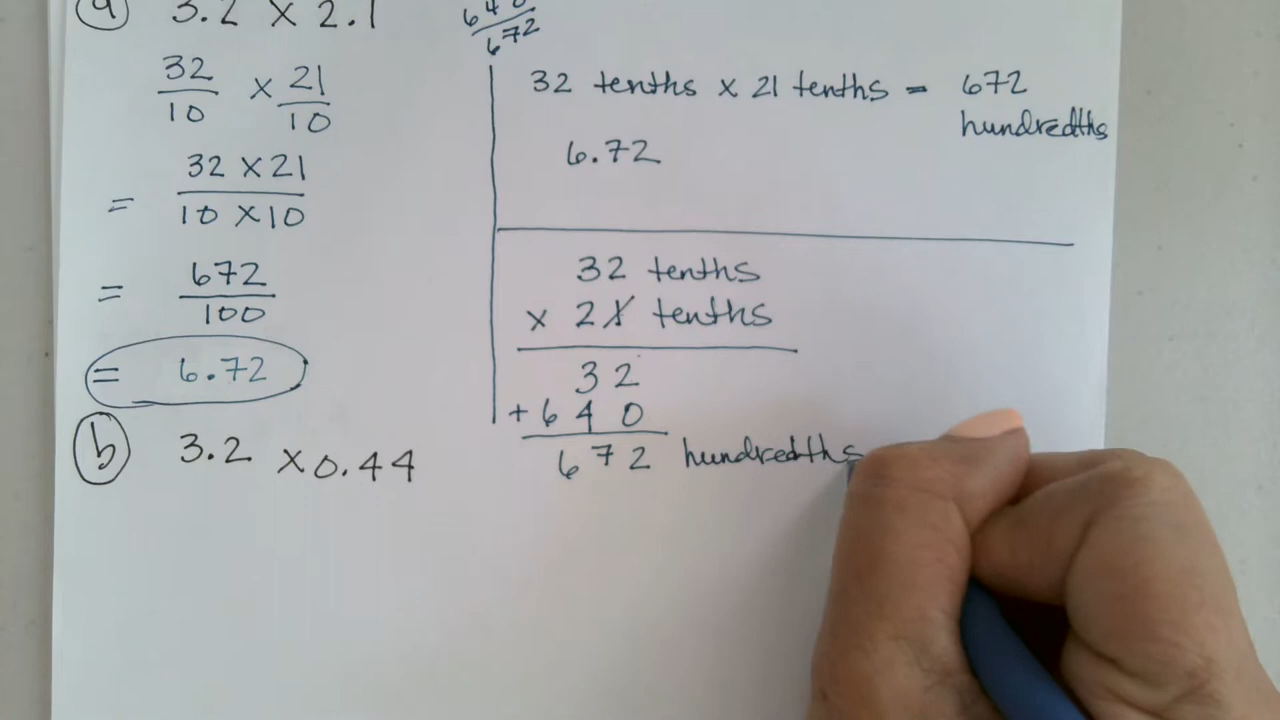 a 3.2 x 2.1
32/10 x 21/10
= 32 x 21 / 10 x 10
= 672/100
= 6.72
b 3.2 x 0.44
640
672
32 tenths x 21 tenths = 672
hundredths
6.72
32 tenths
x 21 tenths
32
+ 640
672 hundredths